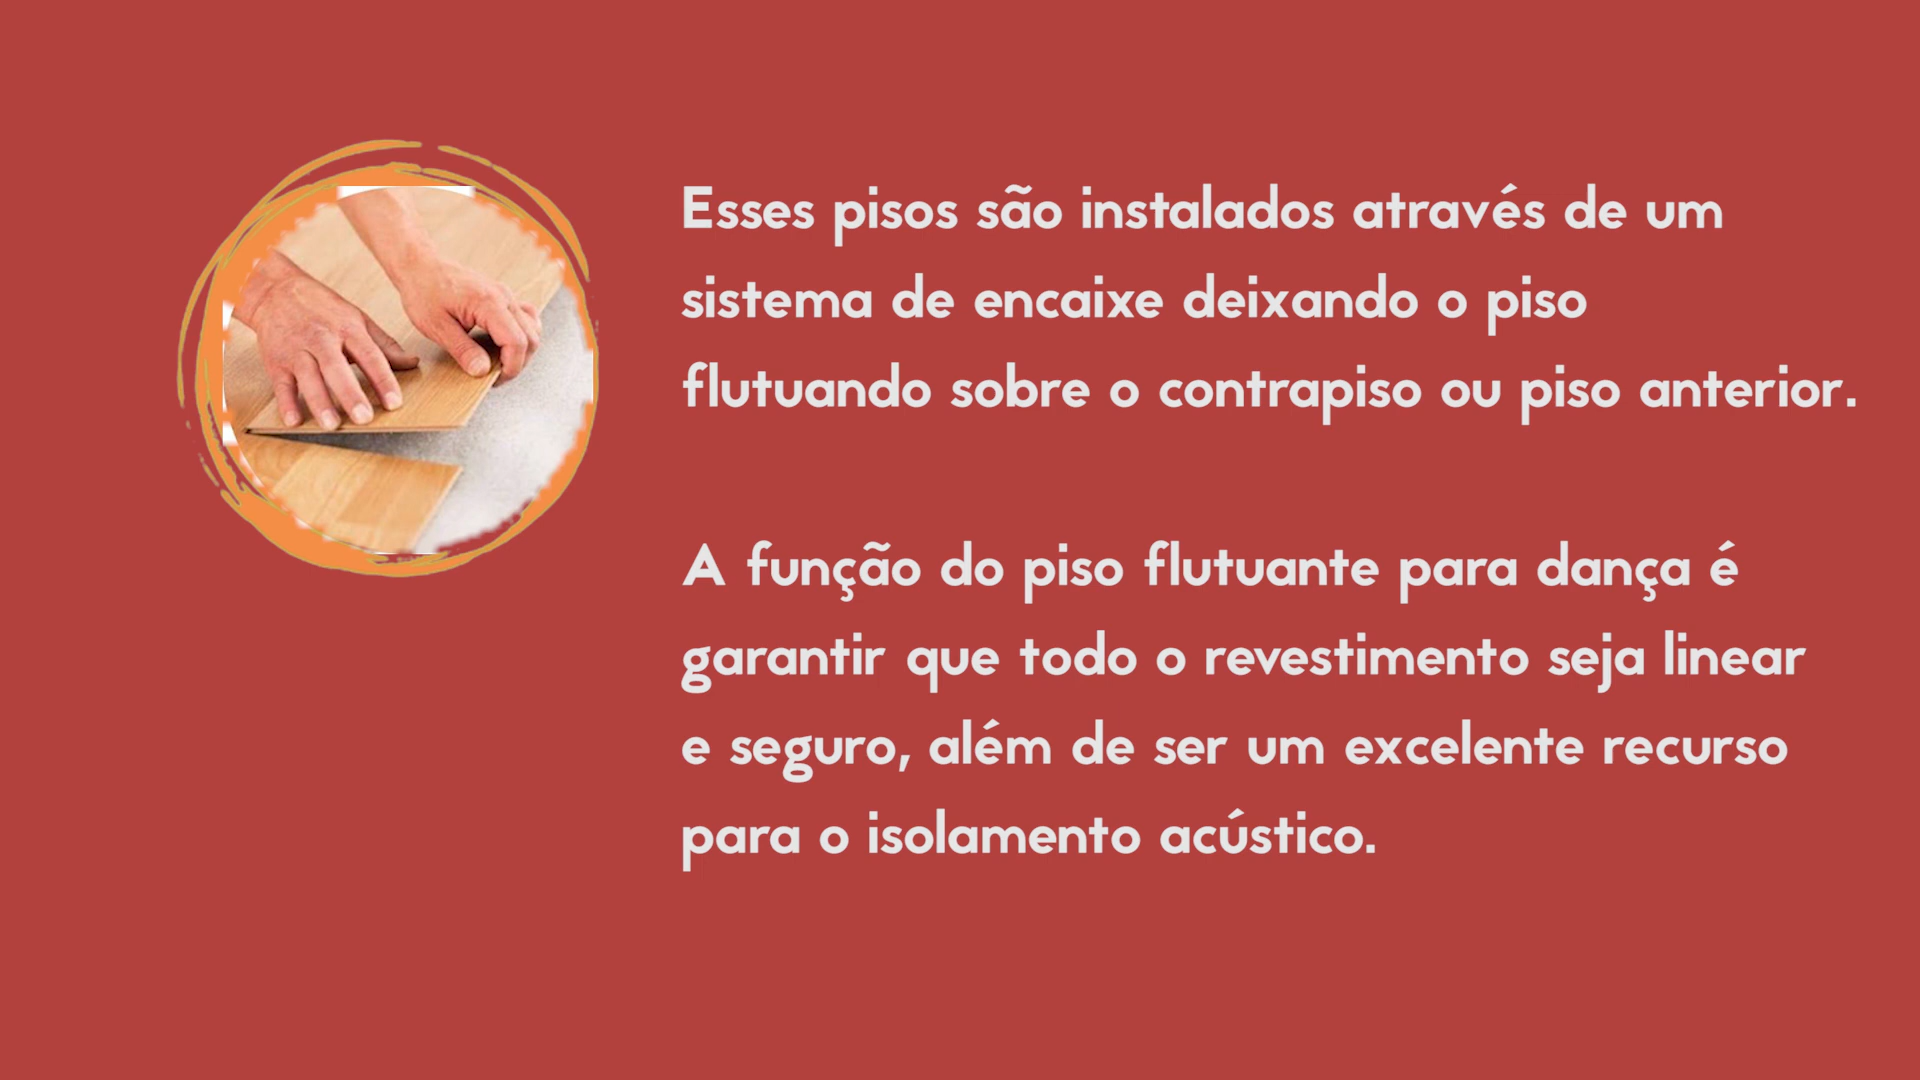 Esses pisos são instalados através de um
sistema de encaixe deixando o piso
flutuando sobre o contrapiso ou piso anterior.
A função do piso flutuante para dança é
garantir que todo o revestimento seja linear
e seguro, além de ser um excelente recurso
para o isolamento acústico.